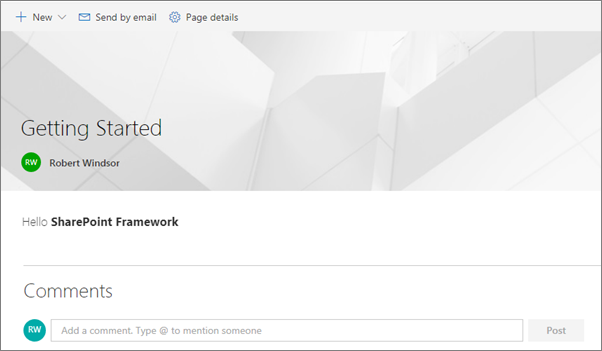 New Send by email Page details
Getting Started
RW Robert Windsor
Hello SharePoint Framework
Comments
RW Add a comment. Type @ to mention someone Post